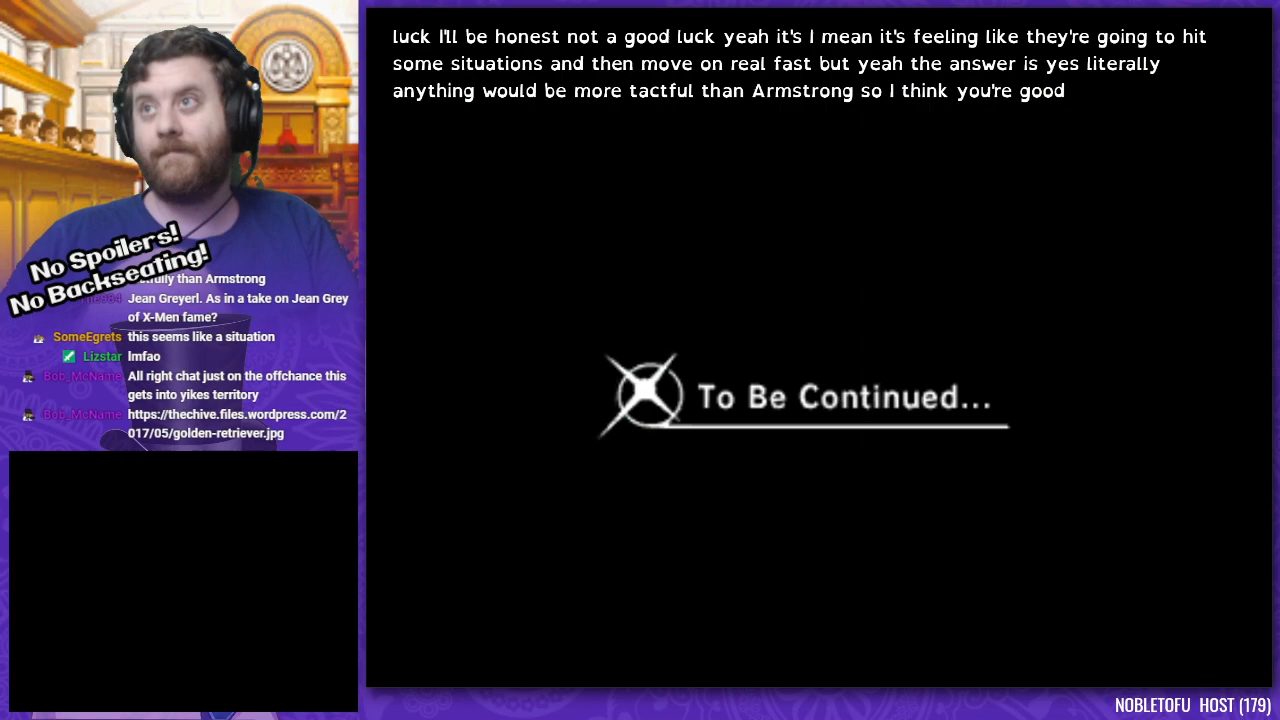 luck I'll be honest not a good luck yeah it's I mean it's feeling like they're going to hit
some situations and then move on real fast but yeah the answer is yes literally
anything would be more tactful than Armstrong so I think you're good
No Spoilers!
No Backseating!
than Armstrong
Jean Greyerl. As in a take on Jean Grey
of X-Men fame?
SomeEgrets this seems like a situation
Lizstar lmfao
Bob_McName All right chat just on the offchance this
gets into yikes territory
Bob_McName https://thechive.files.wordpress.com/2
017/05/golden-retriever.jpg
To Be Continued...
NOBLETOFU HOST (179)